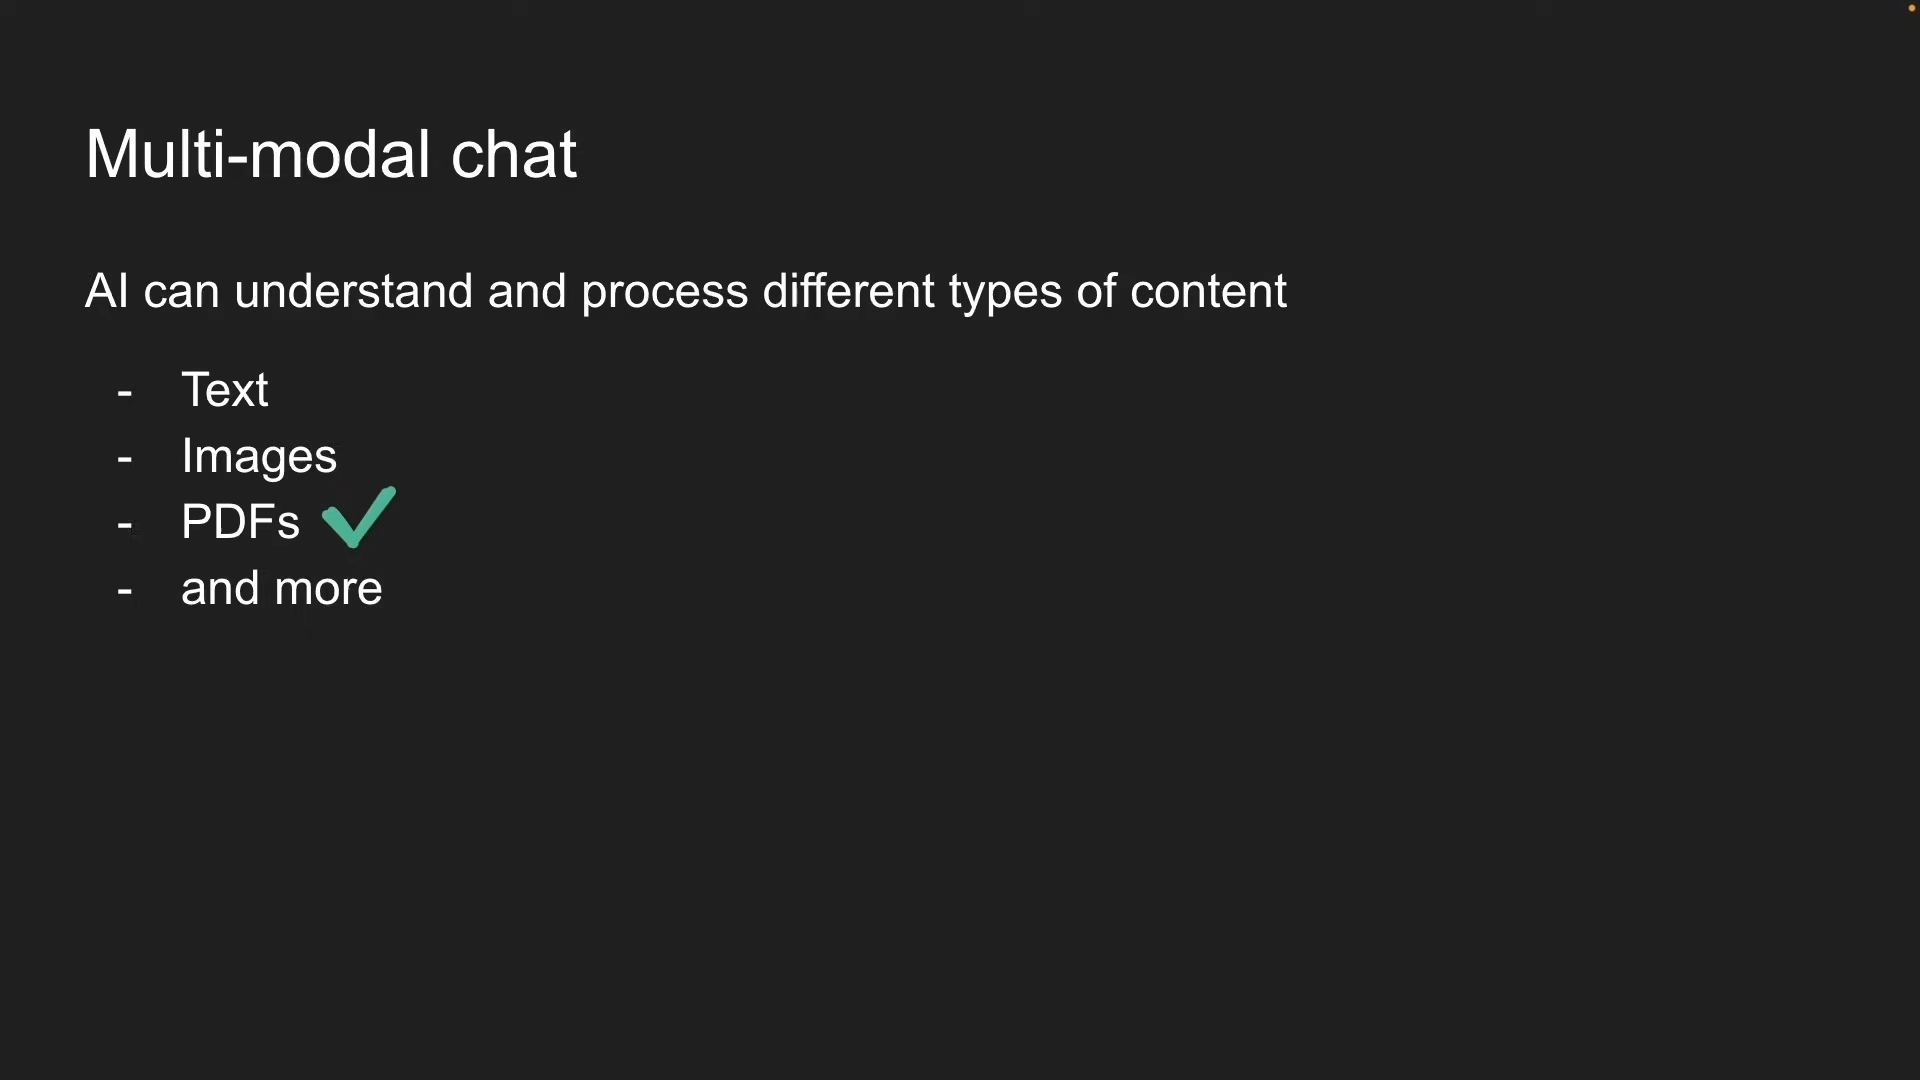 Multi-modal chat
AI can understand and process different types of content
- Text
- Images
- PDFs
- and more